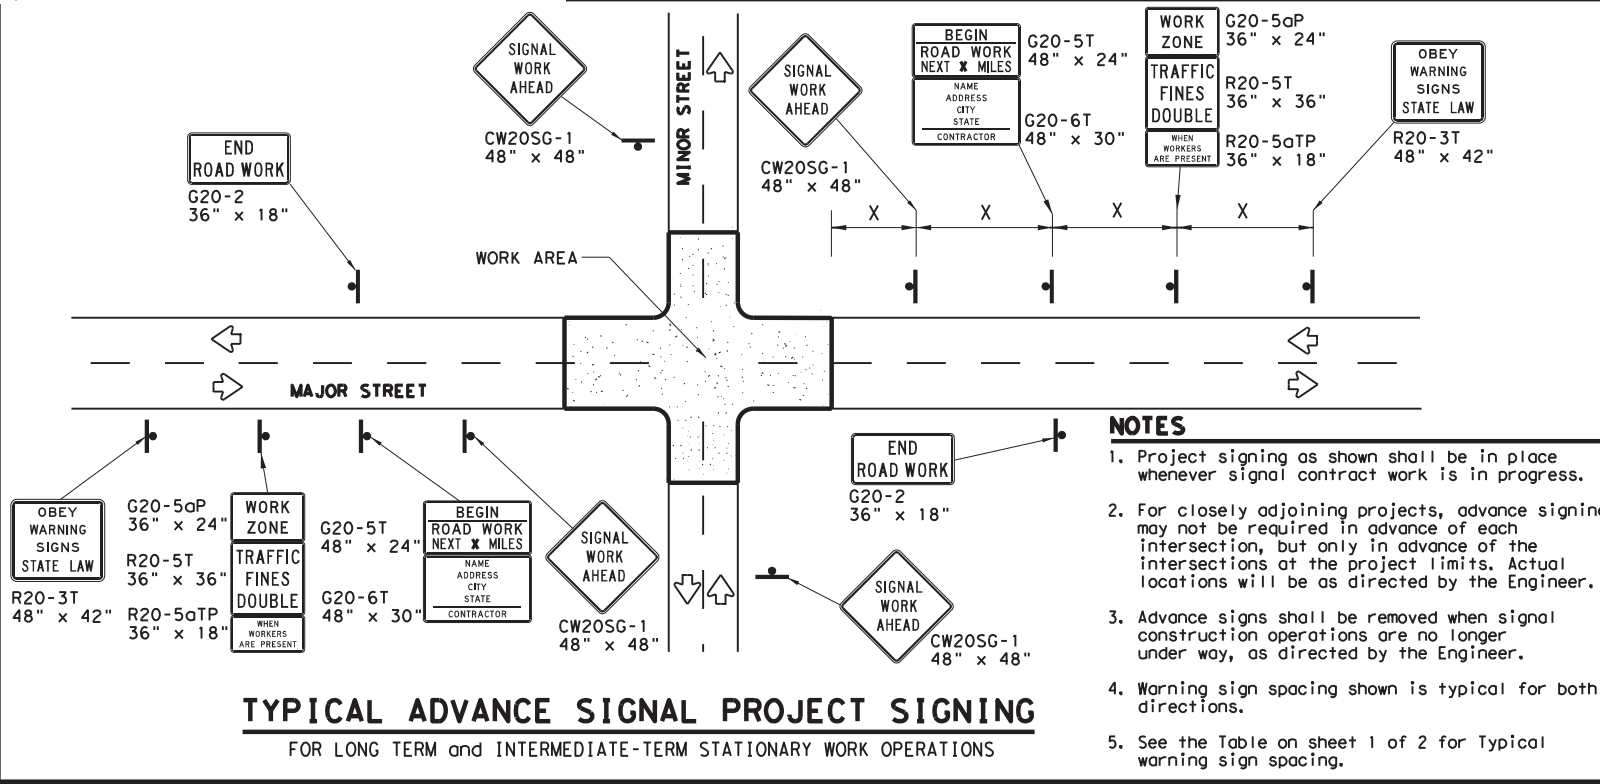 SIGNAL
WORK
AHEAD
CW20SG-1
48" x 48"
END
ROAD WORK
G20-2
36" x 18"
MINOR STREET
SIGNAL
WORK
AHEAD
CW20SG-1
48" x 48"
BEGIN
ROAD WORK
NEXT X MILES
NAME
ADDRESS
CITY
STATE
CONTRACTOR
G20-5T
48" x 24"
G20-6T
48" x 30"
WORK
ZONE
TRAFFIC
FINES
DOUBLE
WHEN
WORKERS
ARE PRESENT
G20-5aP
36" x 24"
R20-5T
36" x 36"
R20-5aTP
36" x 18"
OBEY
WARNING
SIGNS
STATE LAW
R20-3T
48" x 42"
X
X
X
X
WORK AREA
MAJOR STREET
OBEY
WARNING
SIGNS
STATE LAW
R20-3T
48" x 42"
G20-5aP
36" x 24"
R20-5T
36" x 36"
R20-5aTP
36" x 18"
WORK
ZONE
TRAFFIC
FINES
DOUBLE
WHEN
WORKERS
ARE PRESENT
G20-5T
48" x 24"
G20-6T
48" x 30"
BEGIN
ROAD WORK
NEXT X MILES
NAME
ADDRESS
CITY
STATE
CONTRACTOR
SIGNAL
WORK
AHEAD
CW20SG-1
48" x 48"
END
ROAD WORK
G20-2
36" x 18"
SIGNAL
WORK
AHEAD
CW20SG-1
48" x 48"
NOTES
1. Project signing as shown shall be in place
whenever signal contract work is in progress.
2. For closely adjoining projects, advance signing
may not be required in advance of each
intersection, but only in advance of the
intersections at the project limits. Actual
locations will be as directed by the Engineer.
3. Advance signs shall be removed when signal
construction operations are no longer
under way, as directed by the Engineer.
4. Warning sign spacing shown is typical for both
directions.
5. See the Table on sheet 1 of 2 for Typical
warning sign spacing.
TYPICAL ADVANCE SIGNAL PROJECT SIGNING
FOR LONG TERM and INTERMEDIATE-TERM STATIONARY WORK OPERATIONS